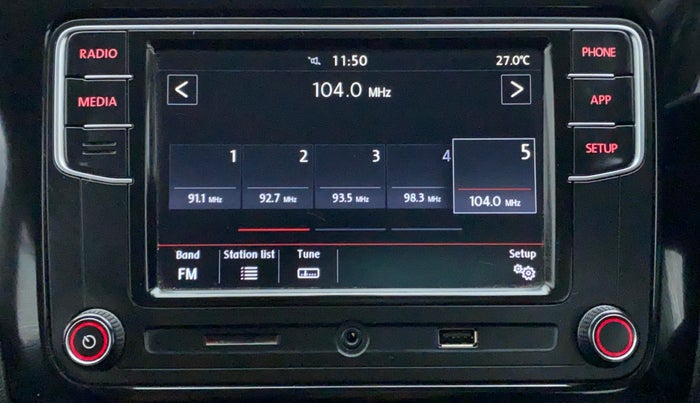 RADIO
MEDIA
PHONE
APP
SETUP
11:50
27.0°C
<
104.0 MHz
>
1
91.1 MHz
2
92.7 MHz
3
93.5 MHz
4
98.3 MHz
5
104.0 MHz
Band
FM
Station list
Tune
Setup